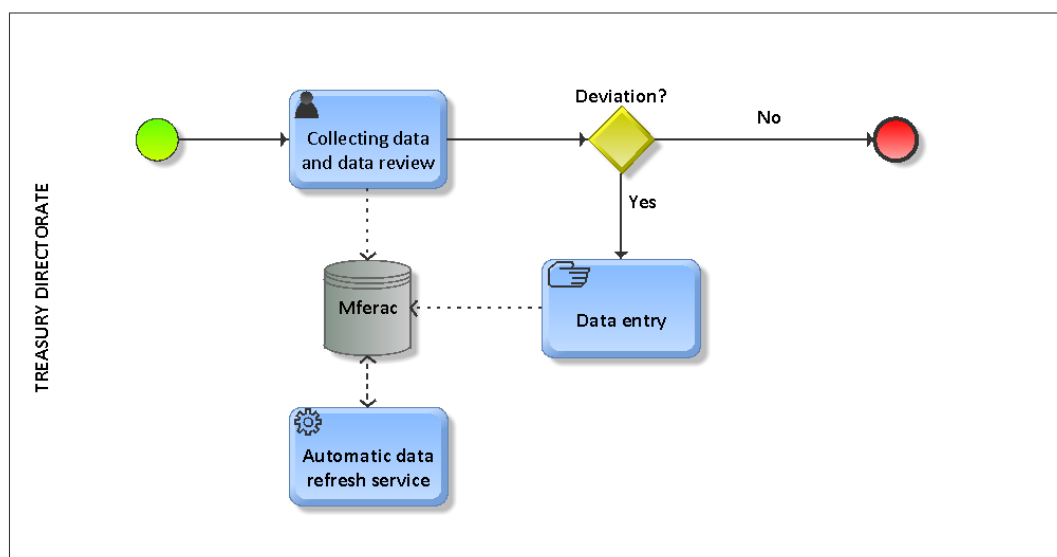 TREASURY DIRECTORATE
Collecting data
and data review
Deviation?
No
Yes
Mferac
Data entry
Automatic data
refresh service